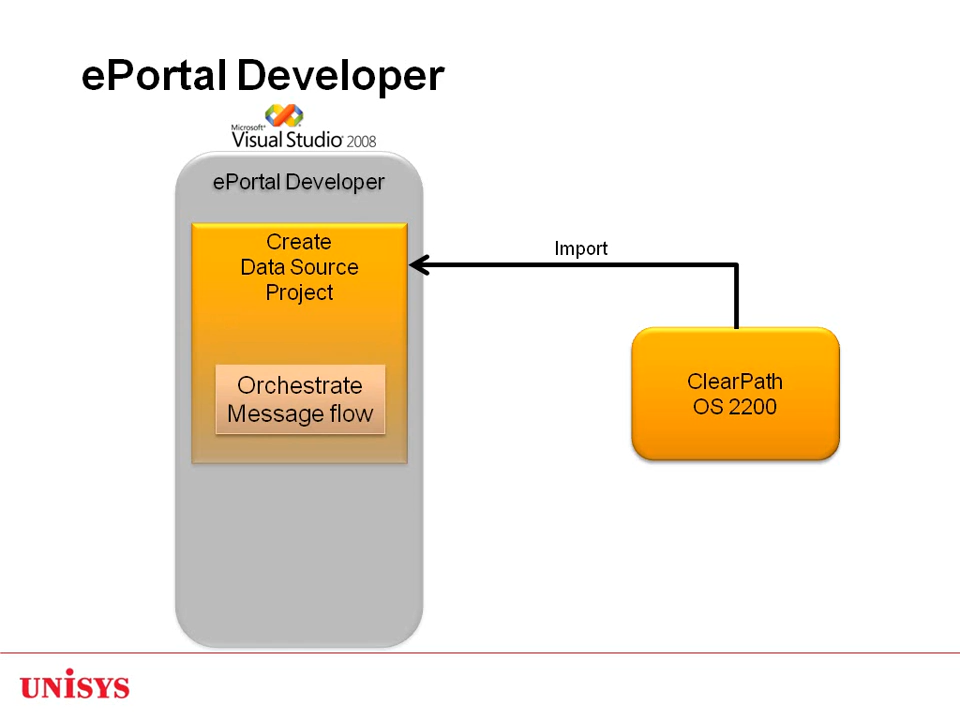 ePortal Developer
Microsoft®
Visual Studio 2008
ePortal Developer
Create
Data Source
Project
Orchestrate
Message flow
Import
ClearPath
OS 2200
UNISYS